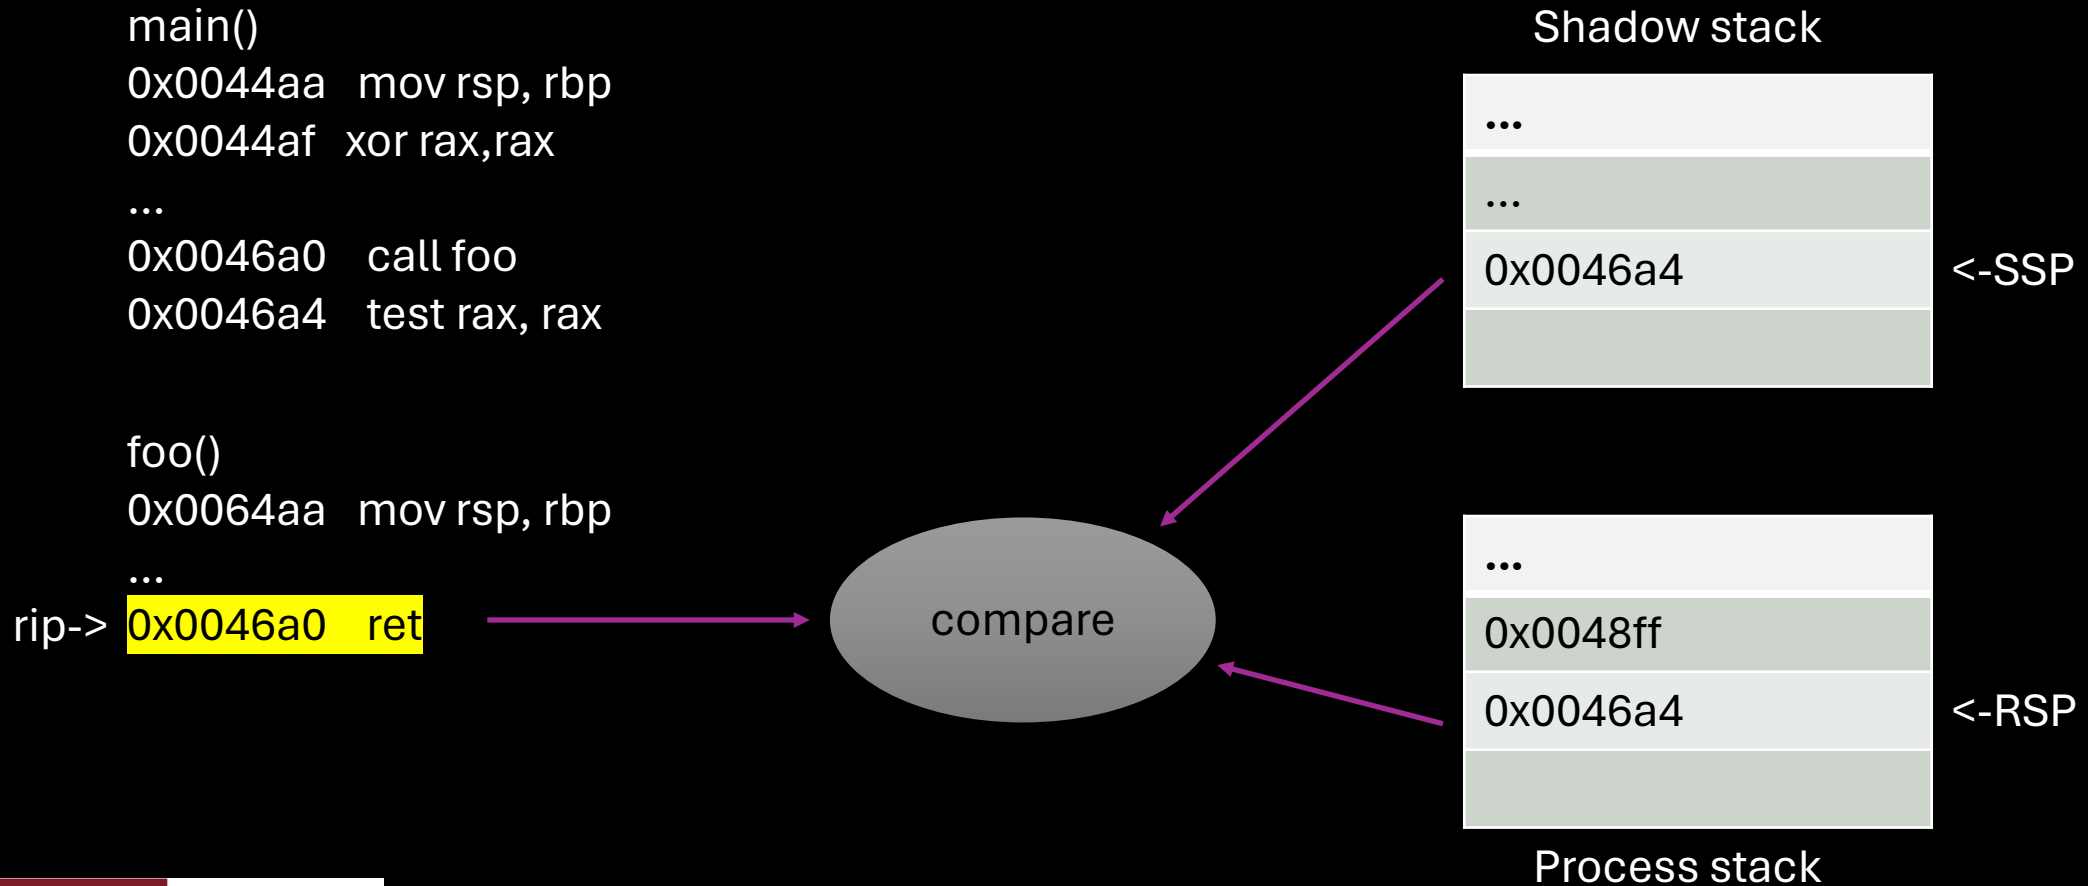 main()
0x0044aa mov rsp, rbp
0x0044af xor rax,rax
...
0x0046a0 call foo
0x0046a4 test rax, rax
foo()
0x0064aa mov rsp, rbp
...
rip-> 0x0046a0 ret
compare
Shadow stack
...
...
0x0046a4 <-SSP
...
0x0048ff
0x0046a4 <-RSP
Process stack